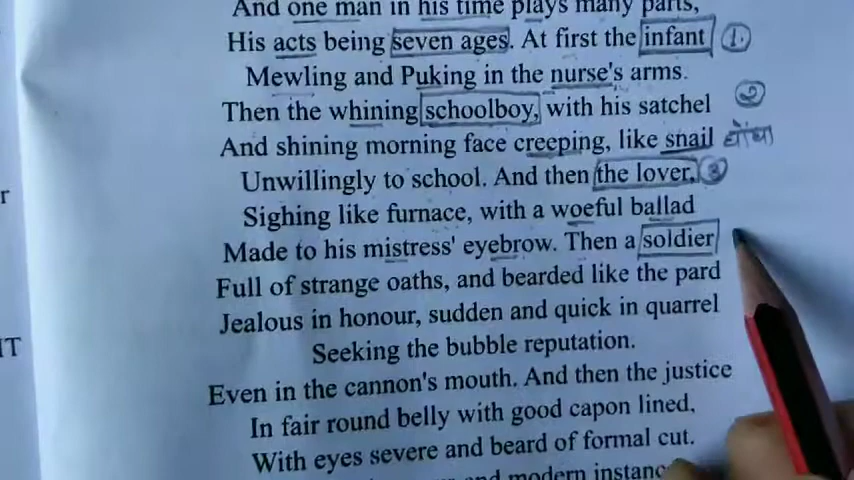 And one man in his time plays many parts,
His acts being seven ages. At first the infant 1.
Mewling and Puking in the nurse's arms.
Then the whining schoolboy, with his satchel २
And shining morning face creeping, like snail घोंघा
Unwillingly to school. And then the lover, 3
Sighing like furnace, with a woeful ballad
Made to his mistress' eyebrow. Then a soldier
Full of strange oaths, and bearded like the pard
Jealous in honour, sudden and quick in quarrel
Seeking the bubble reputation.
Even in the cannon's mouth. And then the justice
In fair round belly with good capon lined,
With eyes severe and beard of formal cut.
and modern
r
IT